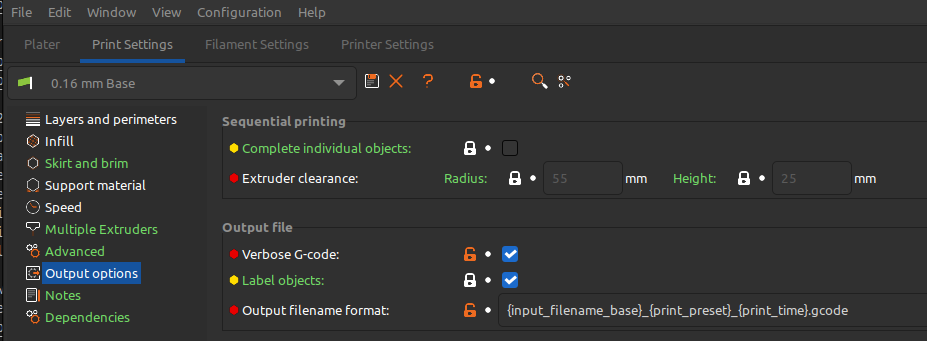 File Edit Window View Configuration Help
Plater Print Settings Filament Settings Printer Settings
0.16 mm Base
?
Layers and perimeters
Infill
Skirt and brim
Support material
Speed
Multiple Extruders
Advanced
Output options
Notes
Dependencies
Sequential printing
Complete individual objects:
Extruder clearance: Radius: 55 mm Height: 25 mm
Output file
Verbose G-code:
Label objects:
Output filename format: {input_filename_base}_{print_preset}_{print_time}.gcode